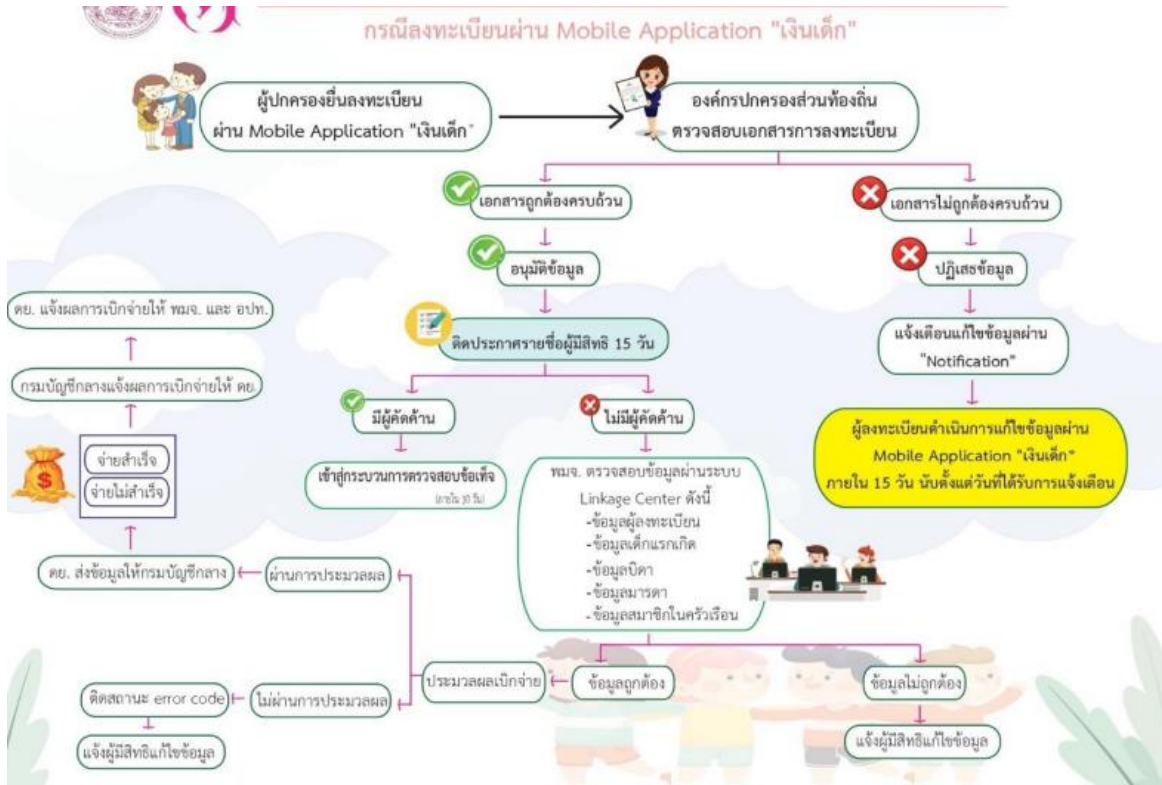 กรณีลงทะเบียนผ่าน Mobile Application "เงินเด็ก"
ผู้ปกครองยื่นลงทะเบียน
ผ่าน Mobile Application "เงินเด็ก"
องค์กรปกครองส่วนท้องถิ่น
ตรวจสอบเอกสารการลงทะเบียน
เอกสารถูกต้องครบถ้วน
เอกสารไม่ถูกต้องครบถ้วน
อนุมัติข้อมูล
ปฏิเสธข้อมูล
ติดประกาศรายชื่อผู้มีสิทธิ 15 วัน
แจ้งเตือนแก้ไขข้อมูลผ่าน
"Notification"
มีผู้คัดค้าน
ไม่มีผู้คัดค้าน
ผู้ลงทะเบียนดำเนินการแก้ไขข้อมูลผ่าน
Mobile Application "เงินเด็ก"
ภายใน 15 วัน นับตั้งแต่วันที่ได้รับการแจ้งเตือน
เข้าสู่กระบวนการตรวจสอบข้อเท็จ
พมจ. ตรวจสอบข้อมูลผ่านระบบ
Linkage Center ดังนี้
-ข้อมูลผู้ลงทะเบียน
-ข้อมูลเด็กแรกเกิด
-ข้อมูลบิดา
-ข้อมูลมารดา
-ข้อมูลสมาชิกในครัวเรือน
ข้อมูลถูกต้อง
ข้อมูลไม่ถูกต้อง
แจ้งผู้มีสิทธิแก้ไขข้อมูล
ประมวลผลเบิกจ่าย
ผ่านการประมวลผล
ไม่ผ่านการประมวลผล
ติดสถานะ error code
แจ้งผู้มีสิทธิแก้ไขข้อมูล
ดย. ส่งข้อมูลให้กรมบัญชีกลาง
จ่ายสำเร็จ
จ่ายไม่สำเร็จ
กรมบัญชีกลางแจ้งผลการเบิกจ่ายให้ ดย.
ดย. แจ้งผลการเบิกจ่ายให้ พมจ. และ อปท.